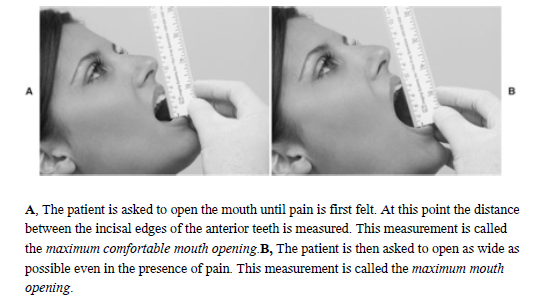 A
B
A, The patient is asked to open the mouth until pain is first felt. At this point the distance
between the incisal edges of the anterior teeth is measured. This measurement is called
the maximum comfortable mouth opening.B, The patient is then asked to open as wide as
possible even in the presence of pain. This measurement is called the maximum mouth
opening.